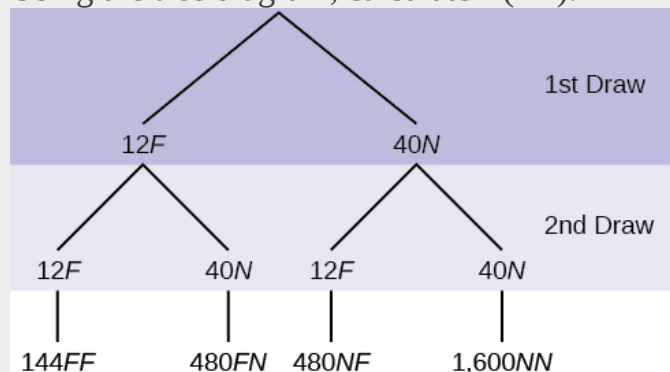 1st Draw
12F 40N
2nd Draw
12F 40N 12F 40N
144FF 480FN 480NF 1,600NN